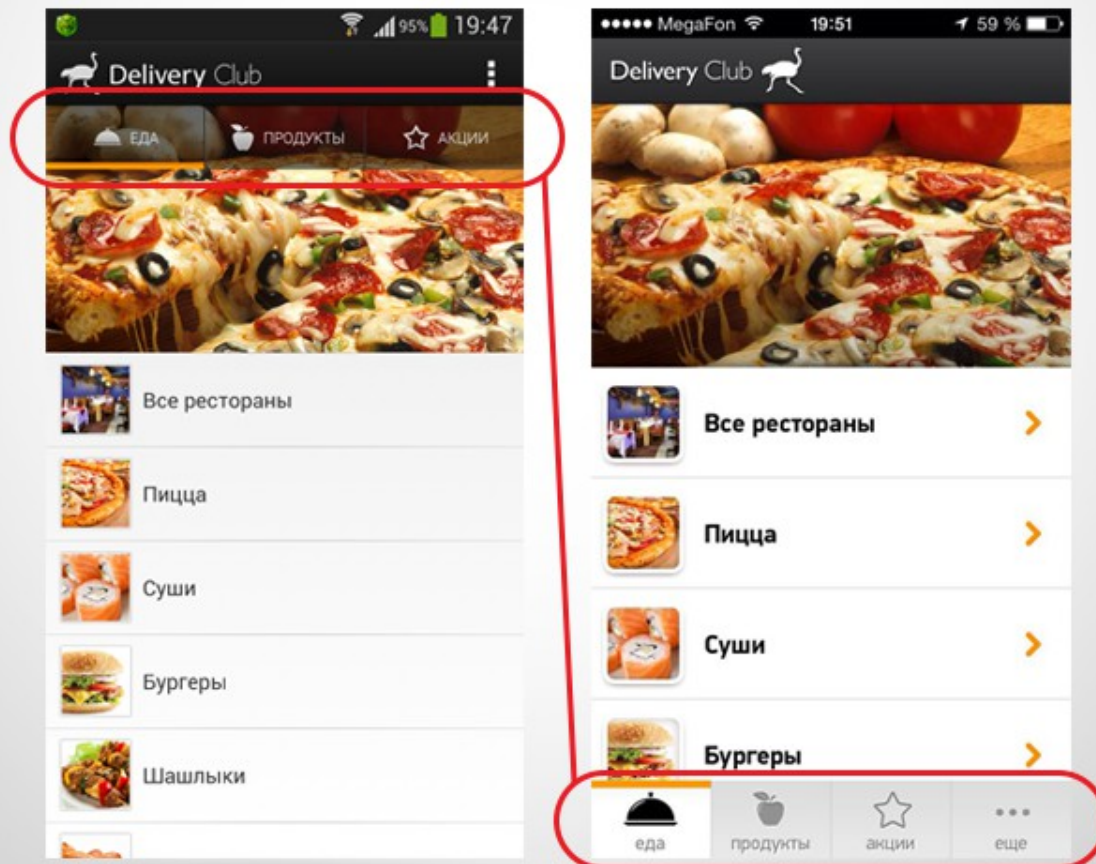 95% 19:47
Delivery Club
ЕДА ПРОДУКТЫ АКЦИИ
Все рестораны
Пицца
Суши
Бургеры
Шашлыки
MegaFon 19:51 59 %
Delivery Club
Все рестораны
Пицца
Суши
Бургеры
еда продукты акции еще